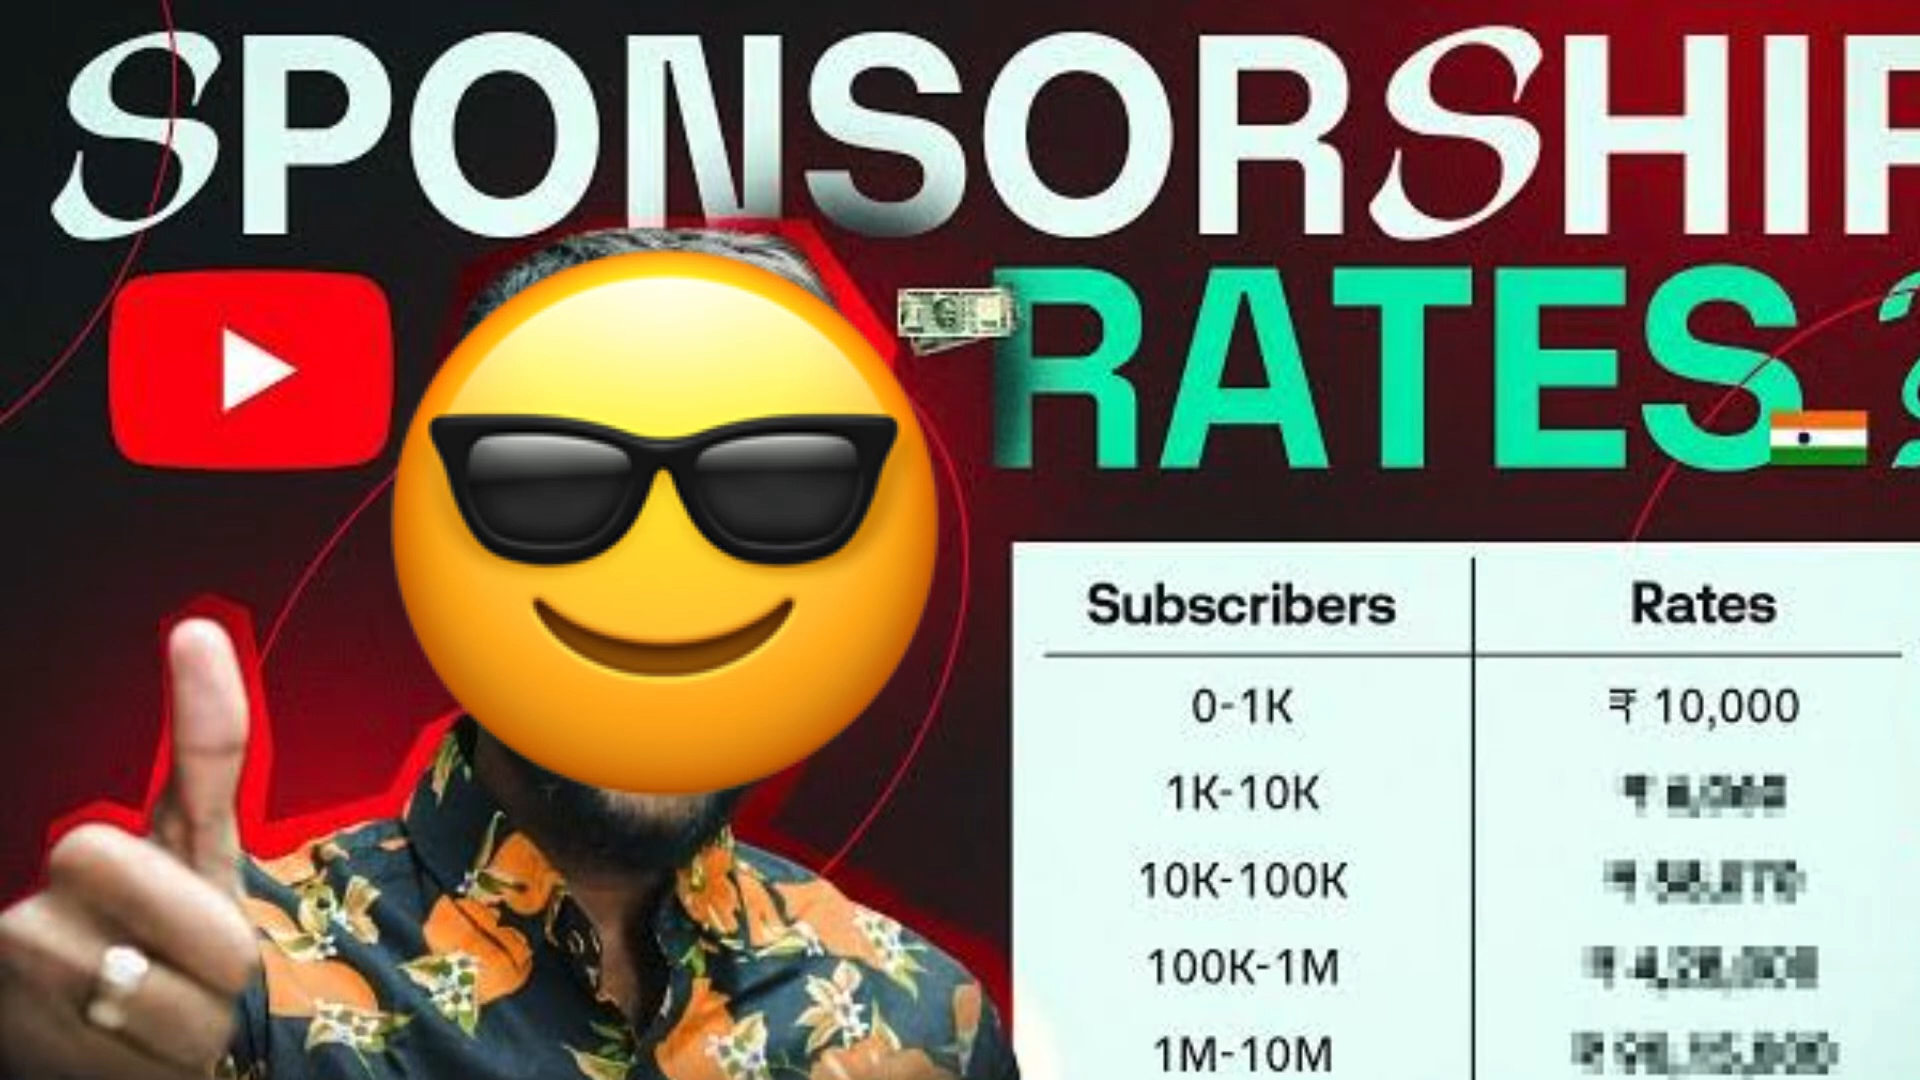 SPONSORSHIP
RATES
Subscribers Rates
0-1K ₹ 10,000
1K-10K
10K-100K
100K-1M
1M-10M